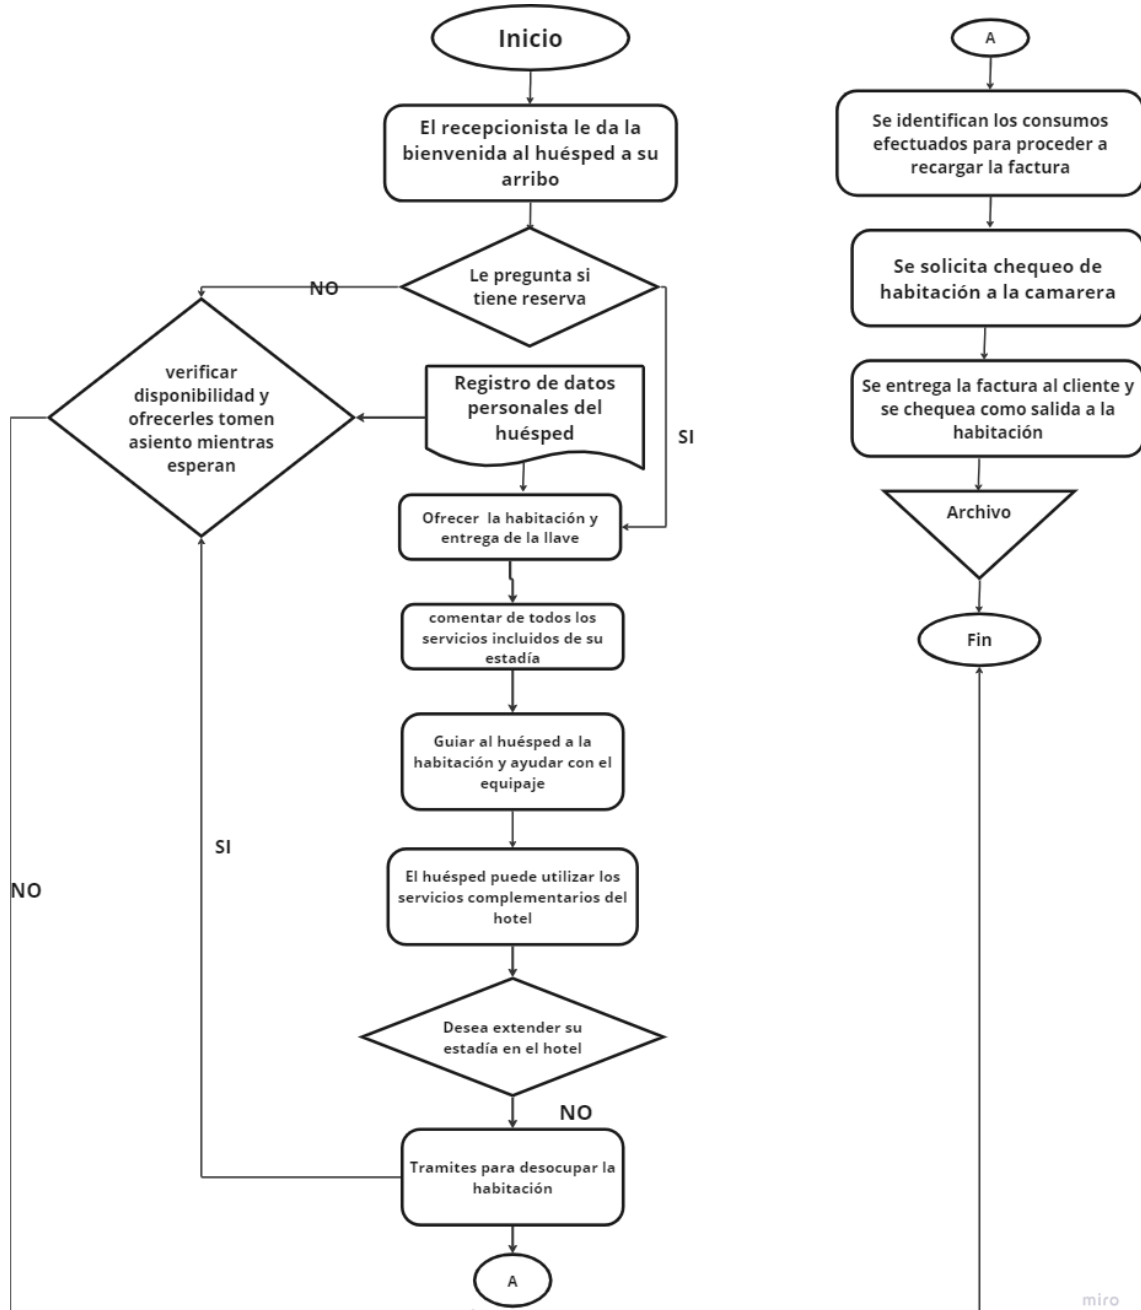 Inicio
El recepcionista le da la
bienvenida al huésped a su
arribo
Le pregunta si
tiene reserva
NO
SI
verificar
disponibilidad y
ofrecerles tomen
asiento mientras
esperan
Registro de datos
personales del
huésped
Ofrecer la habitación y
entrega de la llave
comentar de todos los
servicios incluidos de su
estadía
Guiar al huésped a la
habitación y ayudar con el
equipaje
SI
NO
El huésped puede utilizar los
servicios complementarios del
hotel
Desea extender su
estadía en el hotel
NO
Tramites para desocupar la
habitación
A
A
Se identifican los consumos
efectuados para proceder a
recargar la factura
Se solicita chequeo de
habitación a la camarera
Se entrega la factura al cliente y
se chequea como salida a la
habitación
Archivo
Fin
miro